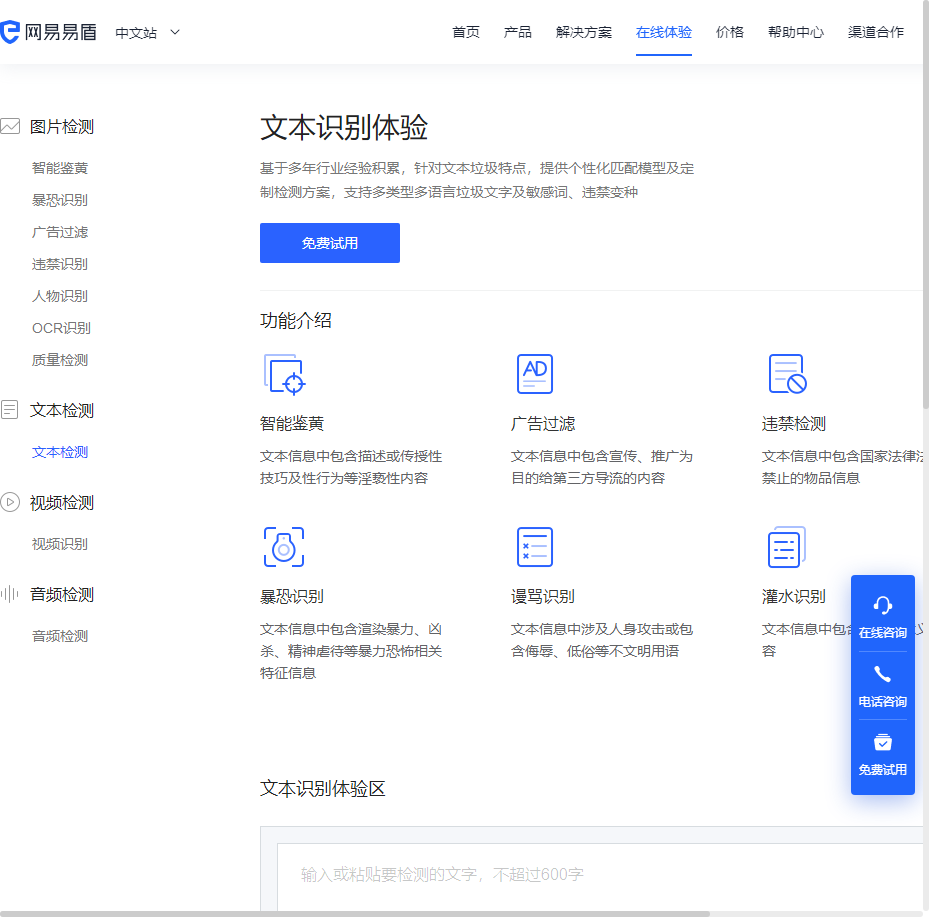 网易易盾 中文站
首页 产品 解决方案 在线体验 价格 帮助中心 渠道合作
图片检测
智能鉴黄
暴恐识别
广告过滤
违禁识别
人物识别
OCR识别
质量检测
文本检测
文本检测
视频检测
视频识别
音频检测
音频检测
文本识别体验
基于多年行业经验积累，针对文本垃圾特点，提供个性化匹配模型及定
制检测方案，支持多类型多语言垃圾文字及敏感词、违禁变种
免费试用
功能介绍
智能鉴黄
文本信息中包含描述或传授性
技巧及性行为等淫亵性内容
广告过滤
文本信息中包含宣传、推广为
目的给第三方导流的内容
违禁检测
文本信息中包含国家法律法
禁止的物品信息
暴恐识别
文本信息中包含渲染暴力、凶
杀、精神虐待等暴力恐怖相关
特征信息
谩骂识别
文本信息中涉及人身攻击或包
含侮辱、低俗等不文明用语
灌水识别
文本信息中包
容
在线咨询
电话咨询
免费试用
文本识别体验区
输入或粘贴要检测的文字，不超过600字